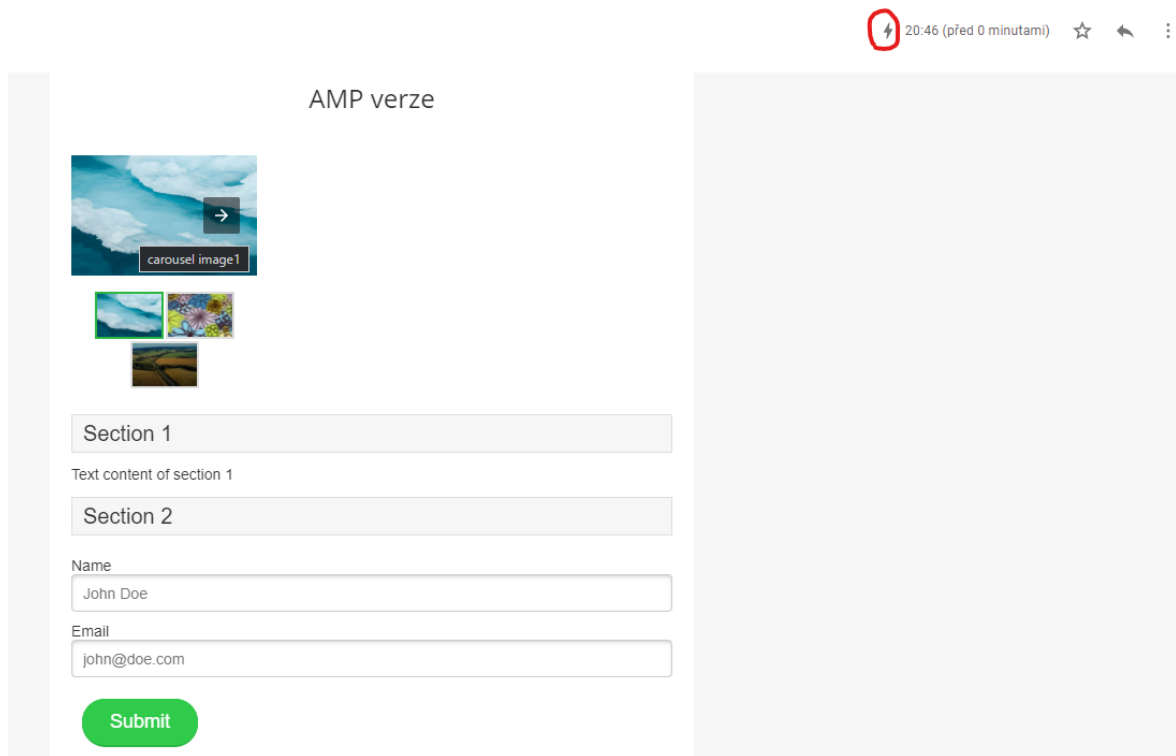 20:46 (před 0 minutami)
AMP verze
carousel image1
Section 1
Text content of section 1
Section 2
Name
John Doe
Email
john@doe.com
Submit